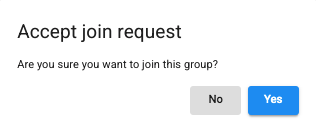 Accept join request
Are you sure you want to join this group?
No
Yes